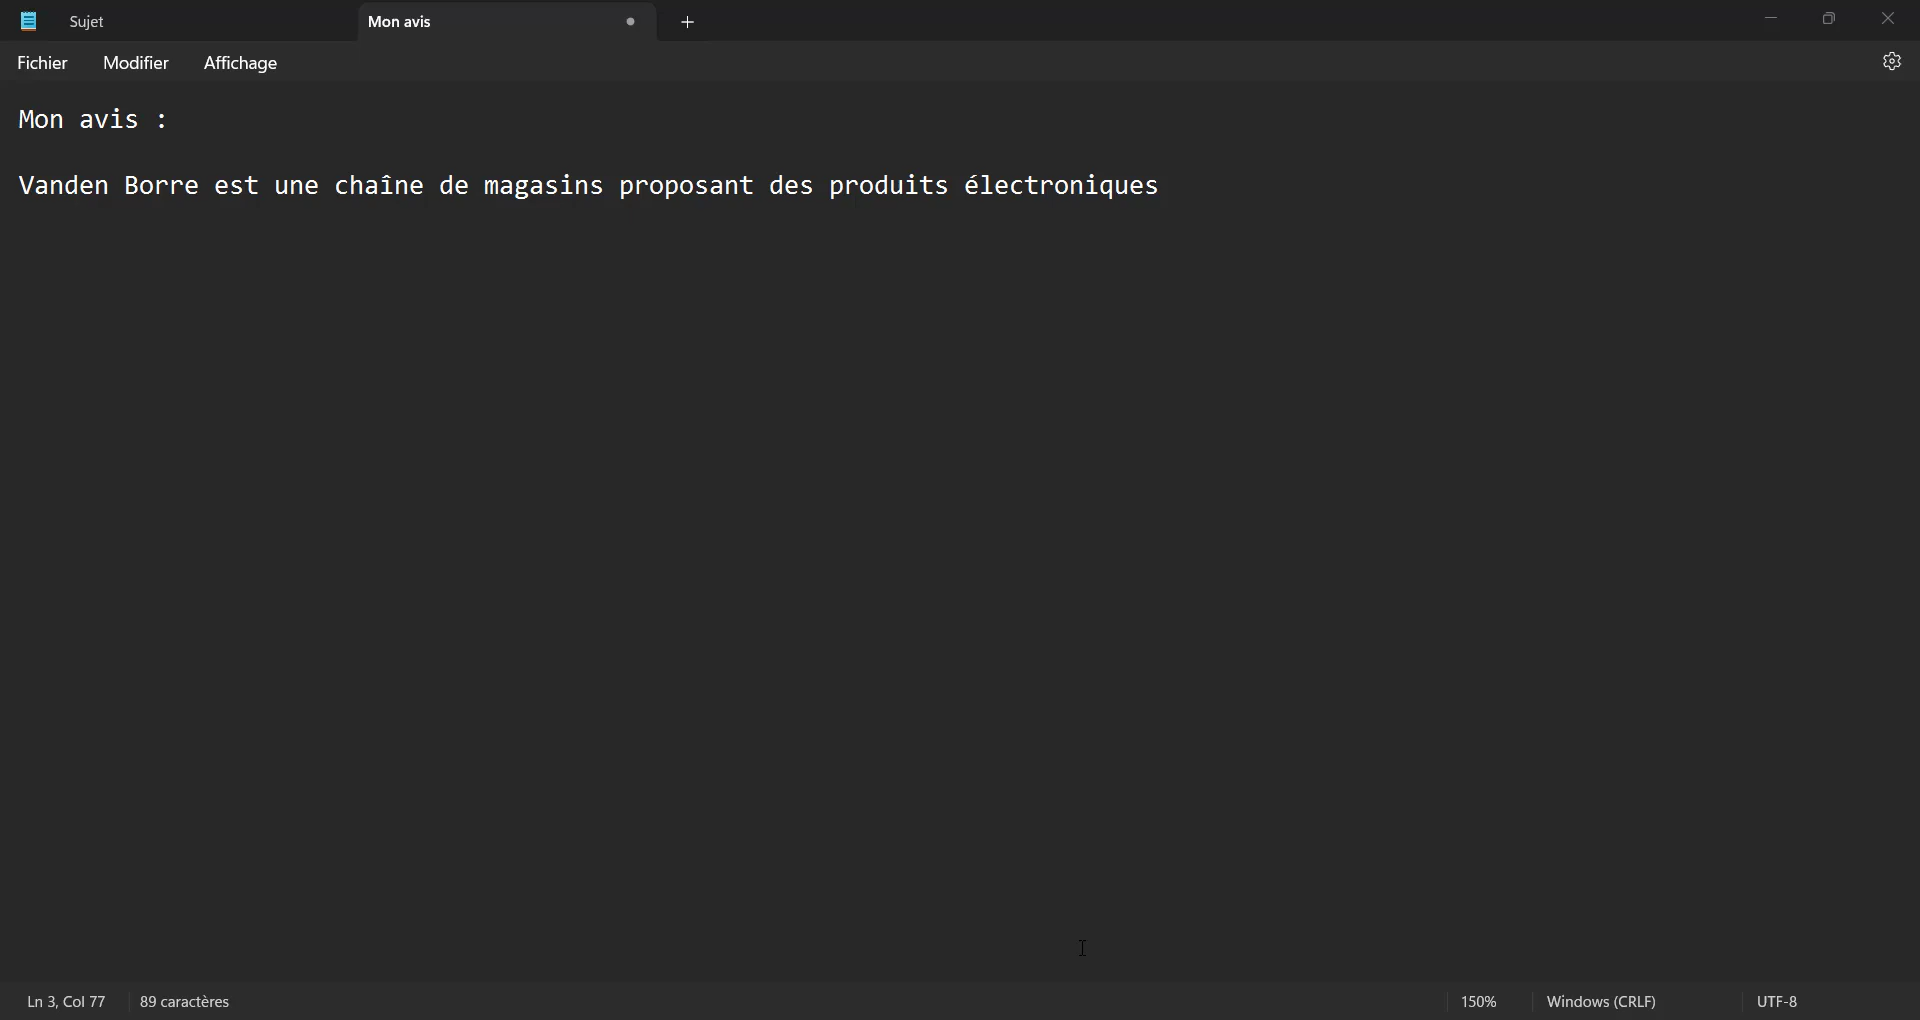 Sujet
Mon avis
Fichier Modifier Affichage
Mon avis :
Vanden Borre est une chaîne de magasins proposant des produits électroniques
Ln 3, Col 77 89 caractères 150% Windows (CRLF) UTF-8